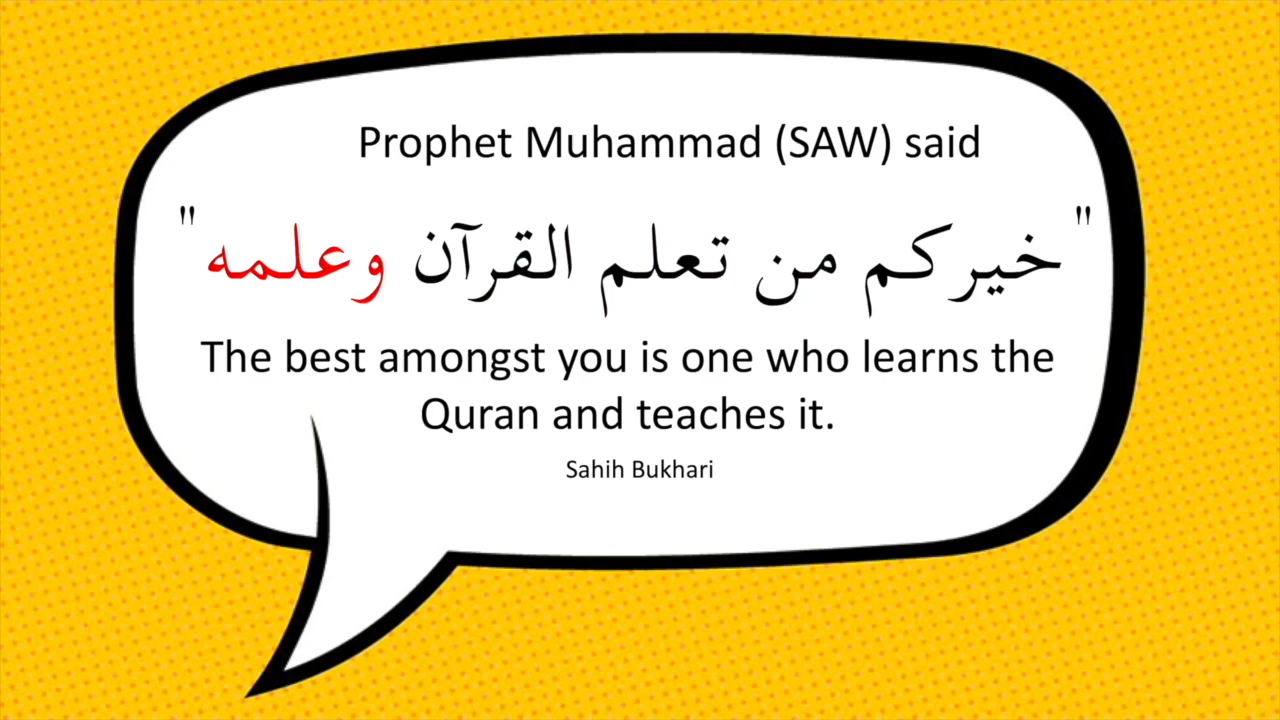 Prophet Muhammad (SAW) said
"خيركم من تعلم القرآن وعلمه"
The best amongst you is one who learns the
Quran and teaches it.
Sahih Bukhari